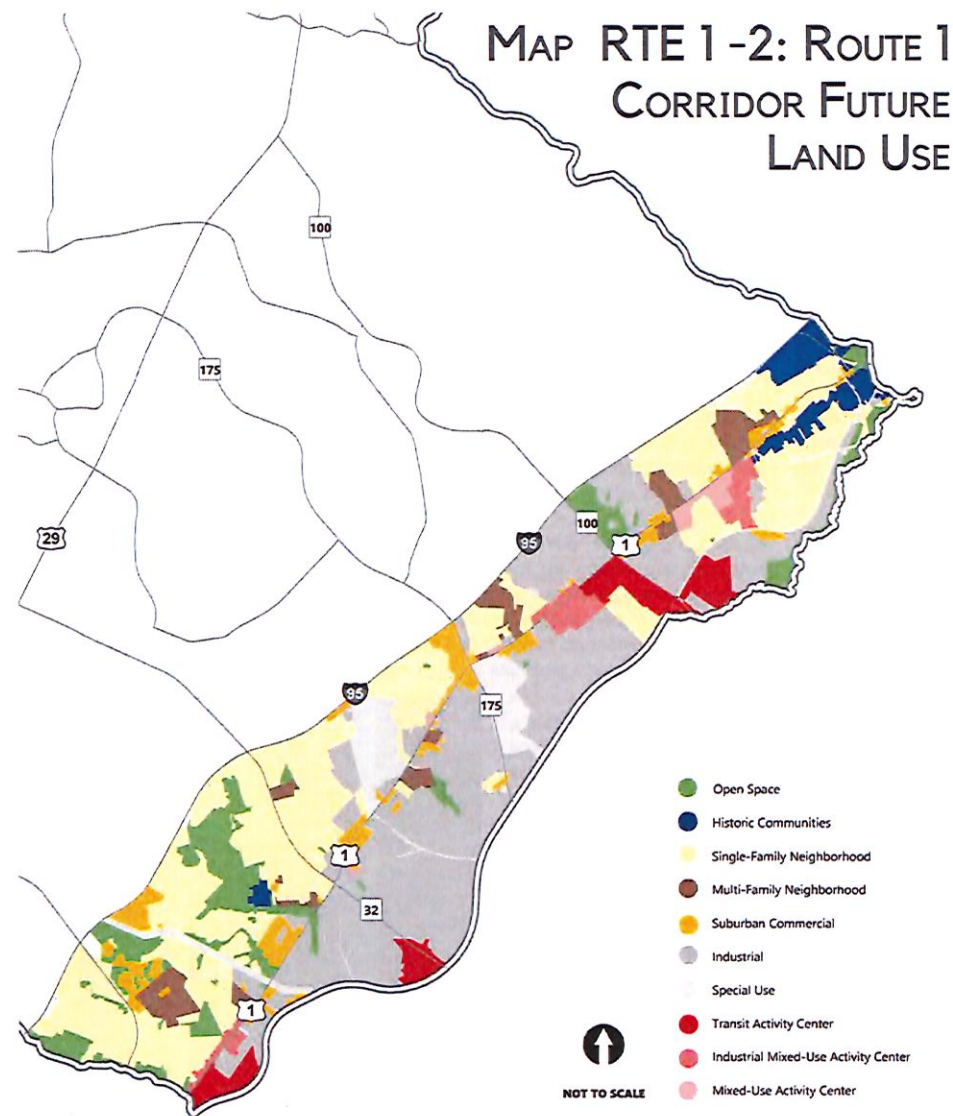 MAP RTE 1-2: ROUTE 1
CORRIDOR FUTURE
LAND USE
100
175
29
95
100
1
95
175
1
32
1
Open Space
Historic Communities
Single-Family Neighborhood
Multi-Family Neighborhood
Suburban Commercial
Industrial
Special Use
Transit Activity Center
Industrial Mixed-Use Activity Center
Mixed-Use Activity Center
NOT TO SCALE